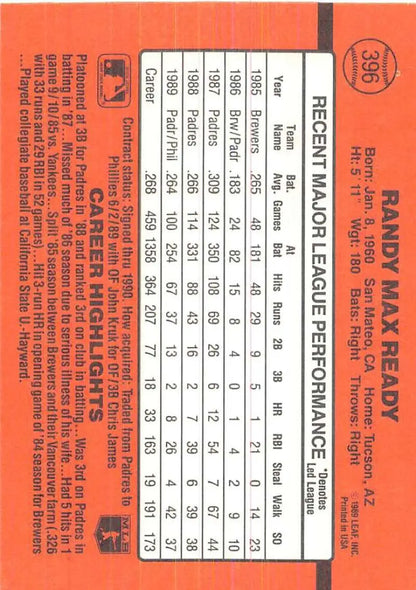 396
RANDY MAX READY
Born: Jan. 8, 1960 San Mateo, CA Home: Tucson, AZ
Ht: 5' 11" Wgt: 180 Bats: Right Throws: Right
© 1989 LEAF, INC.
Printed in USA
RECENT MAJOR LEAGUE PERFORMANCE *Denotes Led League
Year Team Name Bat. Avg. Games At Bat Hits Runs 2B 3B HR RBI Steal Walk SO
1985 Brewers .265 48 181 48 29 9 5 1 21 0 14 23
1986 Brw/Padr .183 24 82 15 8 4 0 1 4 2 9 10
1987 Padres .309 124 350 108 69 26 6 12 54 7 67 44
1988 Padres .266 114 331 88 43 16 2 7 39 6 39 38
1989 Padr/Phil .264 100 254 67 37 13 2 8 26 4 42 37
Career .268 459 1358 364 207 77 18 33 163 19 191 173
Contract status: Signed thru 1990. How acquired: Traded from Padres to
Phillies 6/2/89 with OF John Kruk for OF/3B Chris James
CAREER HIGHLIGHTS
MLB
Platooned at 3B for Padres in '88 and ranked 3rd on club in batting...Was 3rd on Padres in
batting in '87...Missed much of '86 season due to serious illness of his wife...Had 5 hits in 1
game 9/10/85 vs. Yankees...Split '85 season between Brewers and their Vancouver farm (.326
with 33 runs and 29 RBI in 52 games)...Hit 3-run HR in opening game of '84 season for Brewers
...Played collegiate baseball at California State U.-Hayward.